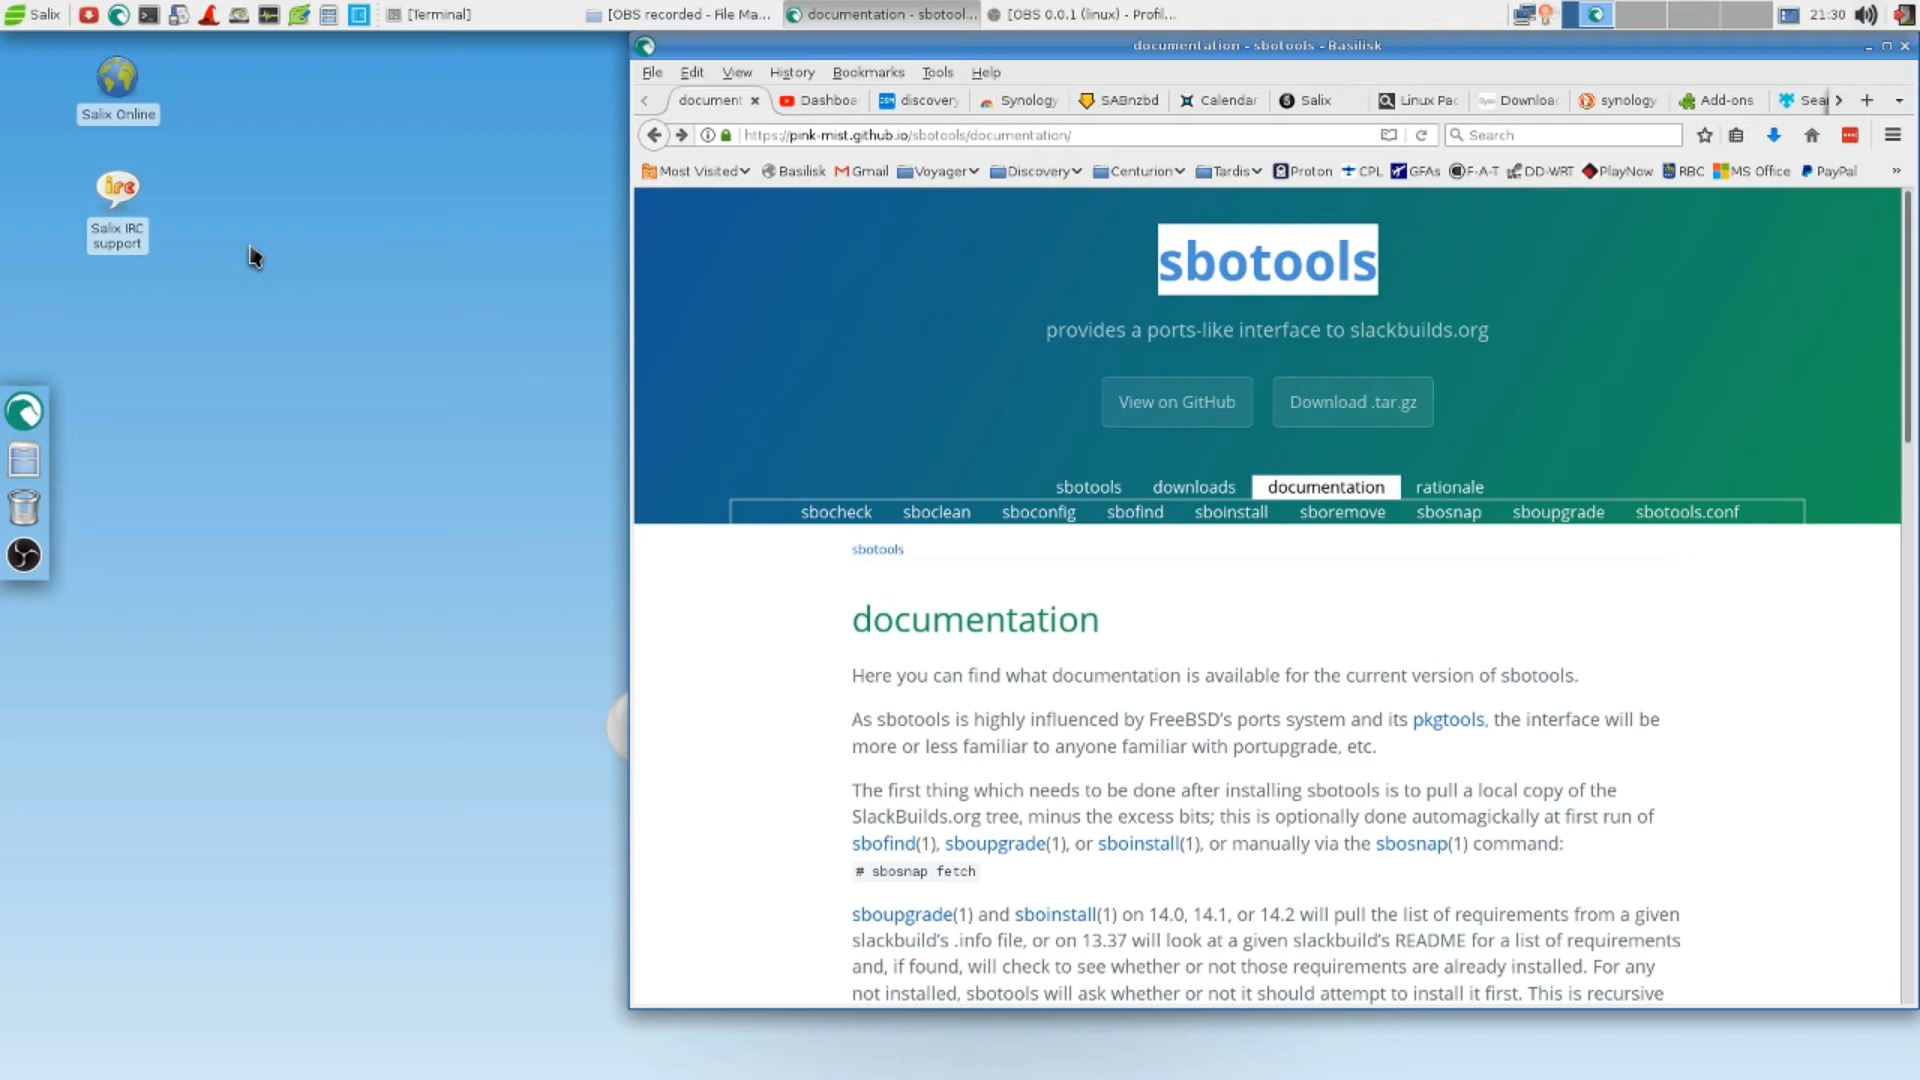 Salix
[Terminal]
[OBS recorded - File Ma...
documentation - sbotool...
[OBS 0.0.1 (linux) - Profil...
21:30
documentation - sbotools - Basilisk
File Edit View History Bookmarks Tools Help
document
Dashboa
discovery
Synology
SABnzbd
Calendar
Salix
Linux Pac
Downloa
synology
Add-ons
Sea
https://pink-mist.github.io/sbotools/documentation/
Search
Most Visited Basilisk Gmail Voyager Discovery Centurion Tardis Proton CPL GFAs F-A-T DD-WRT PlayNow RBC MS Office PayPal »
Salix Online
irc
Salix IRC
support
sbotools
provides a ports-like interface to slackbuilds.org
View on GitHub
Download .tar.gz
sbotools downloads documentation rationale
sbocheck sboclean sboconfig sbofind sboinstall sboremove sbosnap sboupgrade sbotools.conf
sbotools
documentation
Here you can find what documentation is available for the current version of sbotools.
As sbotools is highly influenced by FreeBSD's ports system and its pkgtools, the interface will be
more or less familiar to anyone familiar with portupgrade, etc.
The first thing which needs to be done after installing sbotools is to pull a local copy of the
SlackBuilds.org tree, minus the excess bits; this is optionally done automagickally at first run of
sbofind(1), sboupgrade(1), or sboinstall(1), or manually via the sbosnap(1) command:
# sbosnap fetch
sboupgrade(1) and sboinstall(1) on 14.0, 14.1, or 14.2 will pull the list of requirements from a given
slackbuild's .info file, or on 13.37 will look at a given slackbuild's README for a list of requirements
and, if found, will check to see whether or not those requirements are already installed. For any
not installed, sbotools will ask whether or not it should attempt to install it first. This is recursive